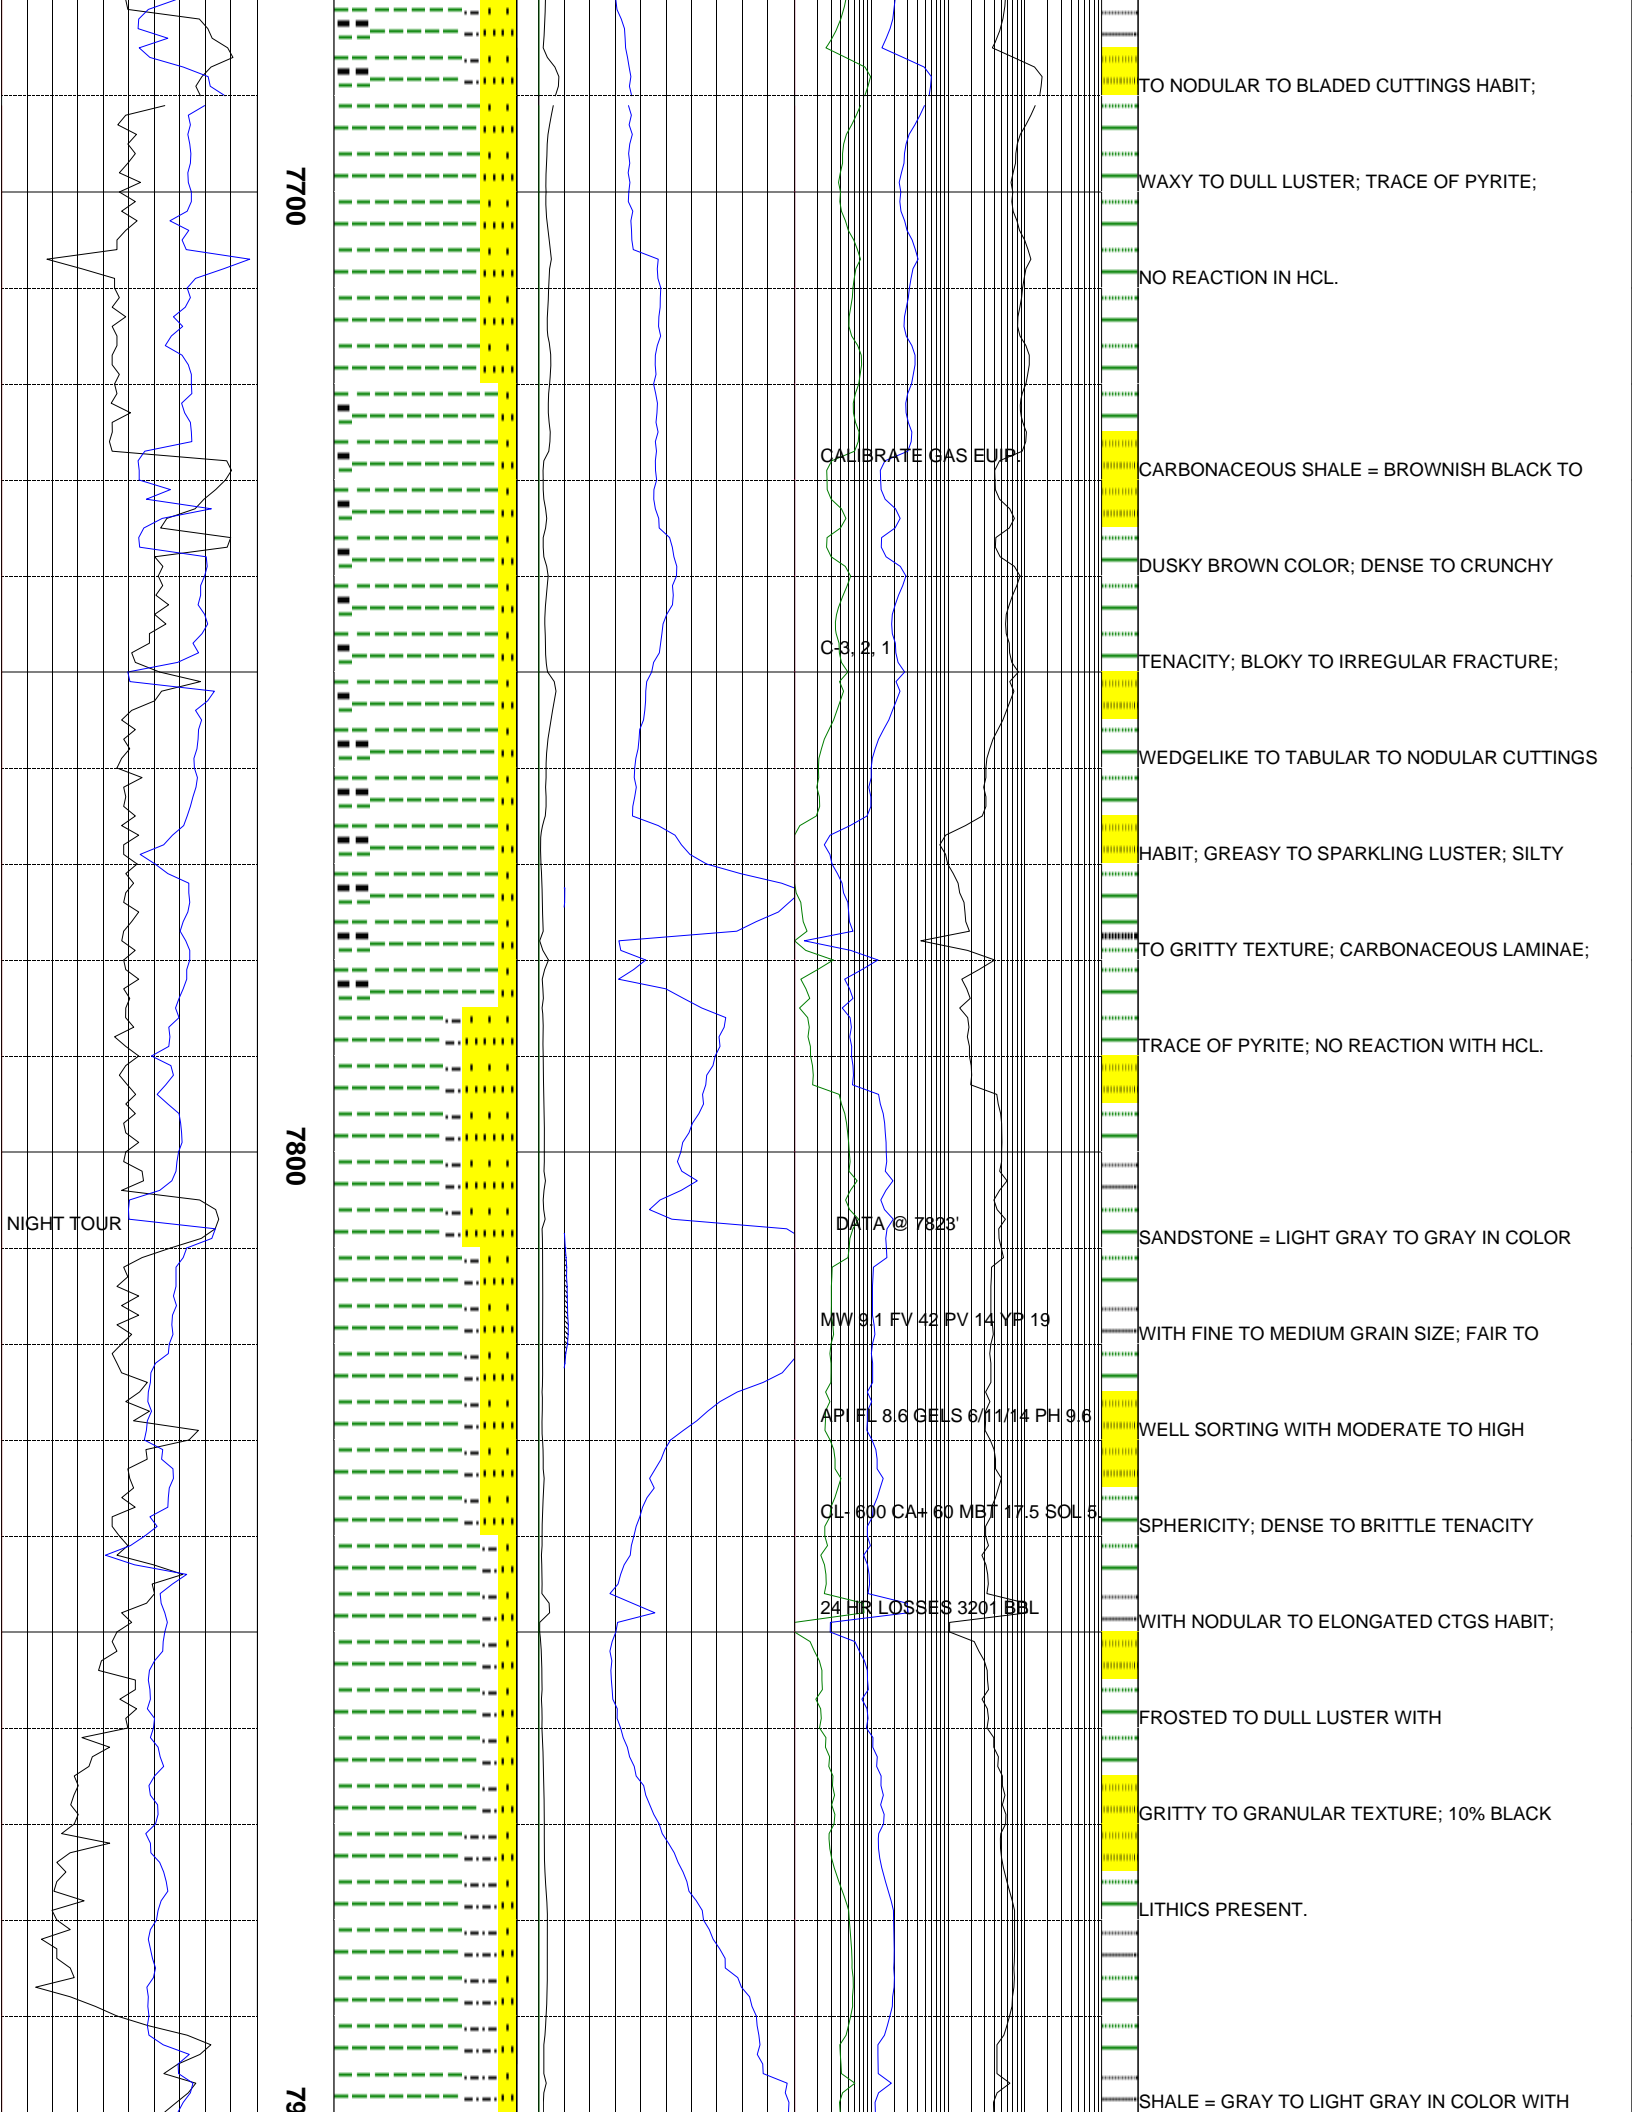 TO NODULAR TO BLADED CUTTINGS HABIT;
7700
WAXY TO DULL LUSTER; TRACE OF PYRITE;
NO REACTION IN HCL.
CALIBRATE GAS EUIP.
CARBONACEOUS SHALE = BROWNISH BLACK TO
DUSKY BROWN COLOR; DENSE TO CRUNCHY
C-3, 2, 1
TENACITY; BLOKY TO IRREGULAR FRACTURE;
WEDGELIKE TO TABULAR TO NODULAR CUTTINGS
HABIT; GREASY TO SPARKLING LUSTER; SILTY
TO GRITTY TEXTURE; CARBONACEOUS LAMINAE;
TRACE OF PYRITE; NO REACTION WITH HCL.
7800
NIGHT TOUR
DATA @ 7823'
SANDSTONE = LIGHT GRAY TO GRAY IN COLOR
MW 9.1 FV 42 PV 14 YP 19
WITH FINE TO MEDIUM GRAIN SIZE; FAIR TO
API FL 8.6 GELS 6/11/14 PH 9.6
WELL SORTING WITH MODERATE TO HIGH
CL- 600 CA+ 60 MBT 17.5 SOL 5.
SPHERICITY; DENSE TO BRITTLE TENACITY
24 HR LOSSES 3201 BBL
WITH NODULAR TO ELONGATED CTGS HABIT;
FROSTED TO DULL LUSTER WITH
GRITTY TO GRANULAR TEXTURE; 10% BLACK
LITHICS PRESENT.
79
SHALE = GRAY TO LIGHT GRAY IN COLOR WITH